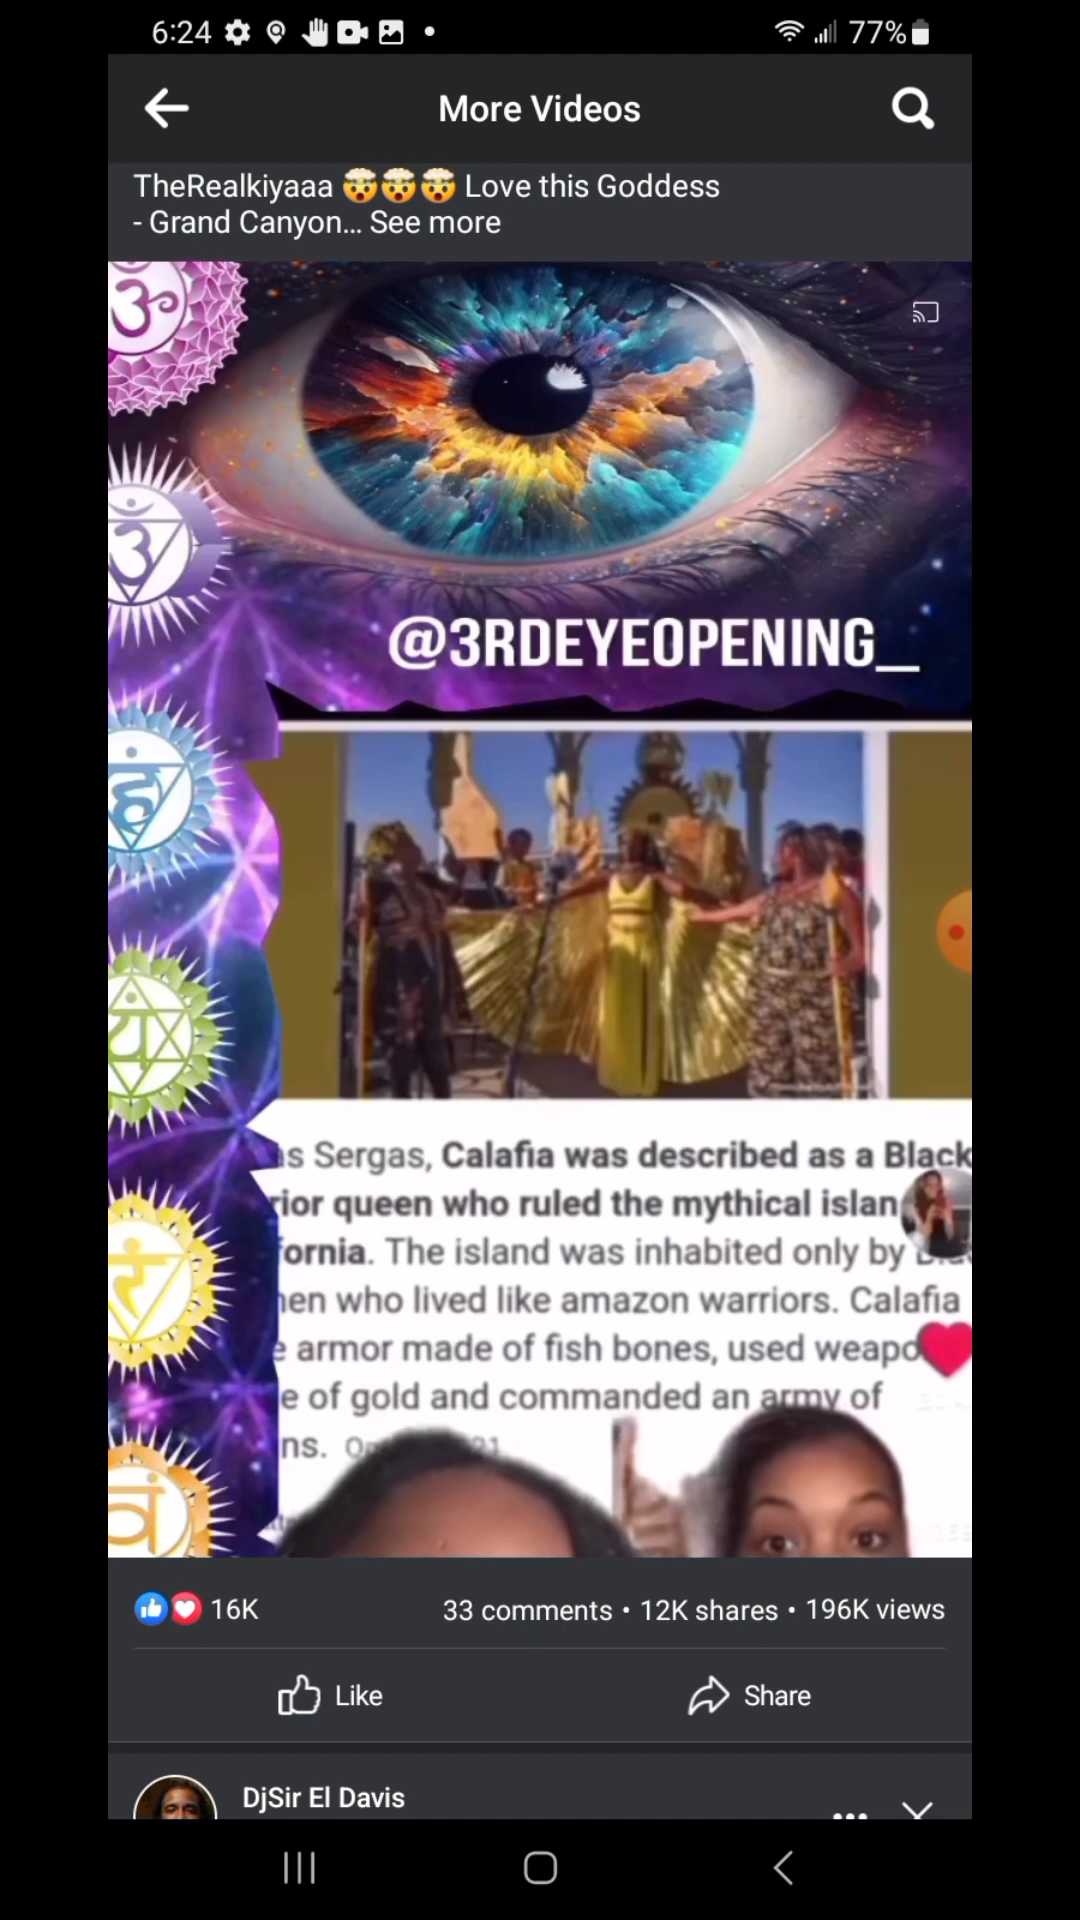 6:24
77%
More Videos
TheRealkiyaaa 🤯🤯🤯 Love this Goddess
- Grand Canyon... See more
ॐ
ॐ
@3RDEYEOPENING_
हं
यं
as Sergas, Calafia was described as a Black
rior queen who ruled the mythical islan
रं
fornia. The island was inhabited only by
en who lived like amazon warriors. Calafia
e armor made of fish bones, used weapo
e of gold and commanded an army of
ns.
वं
16K
33 comments • 12K shares • 196K views
Like
Share
DjSir El Davis